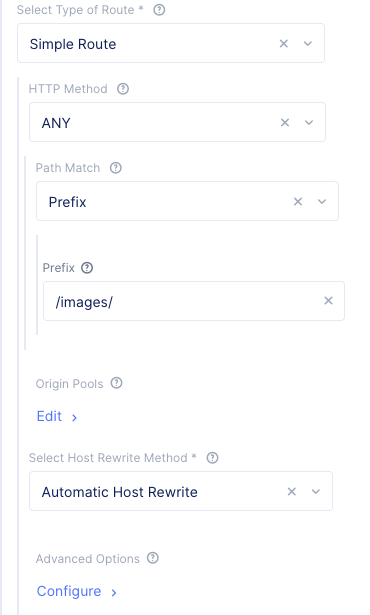 Select Type of Route *
Simple Route
HTTP Method
ANY
Path Match
Prefix
Prefix
/images/
Origin Pools
Edit
Select Host Rewrite Method *
Automatic Host Rewrite
Advanced Options
Configure